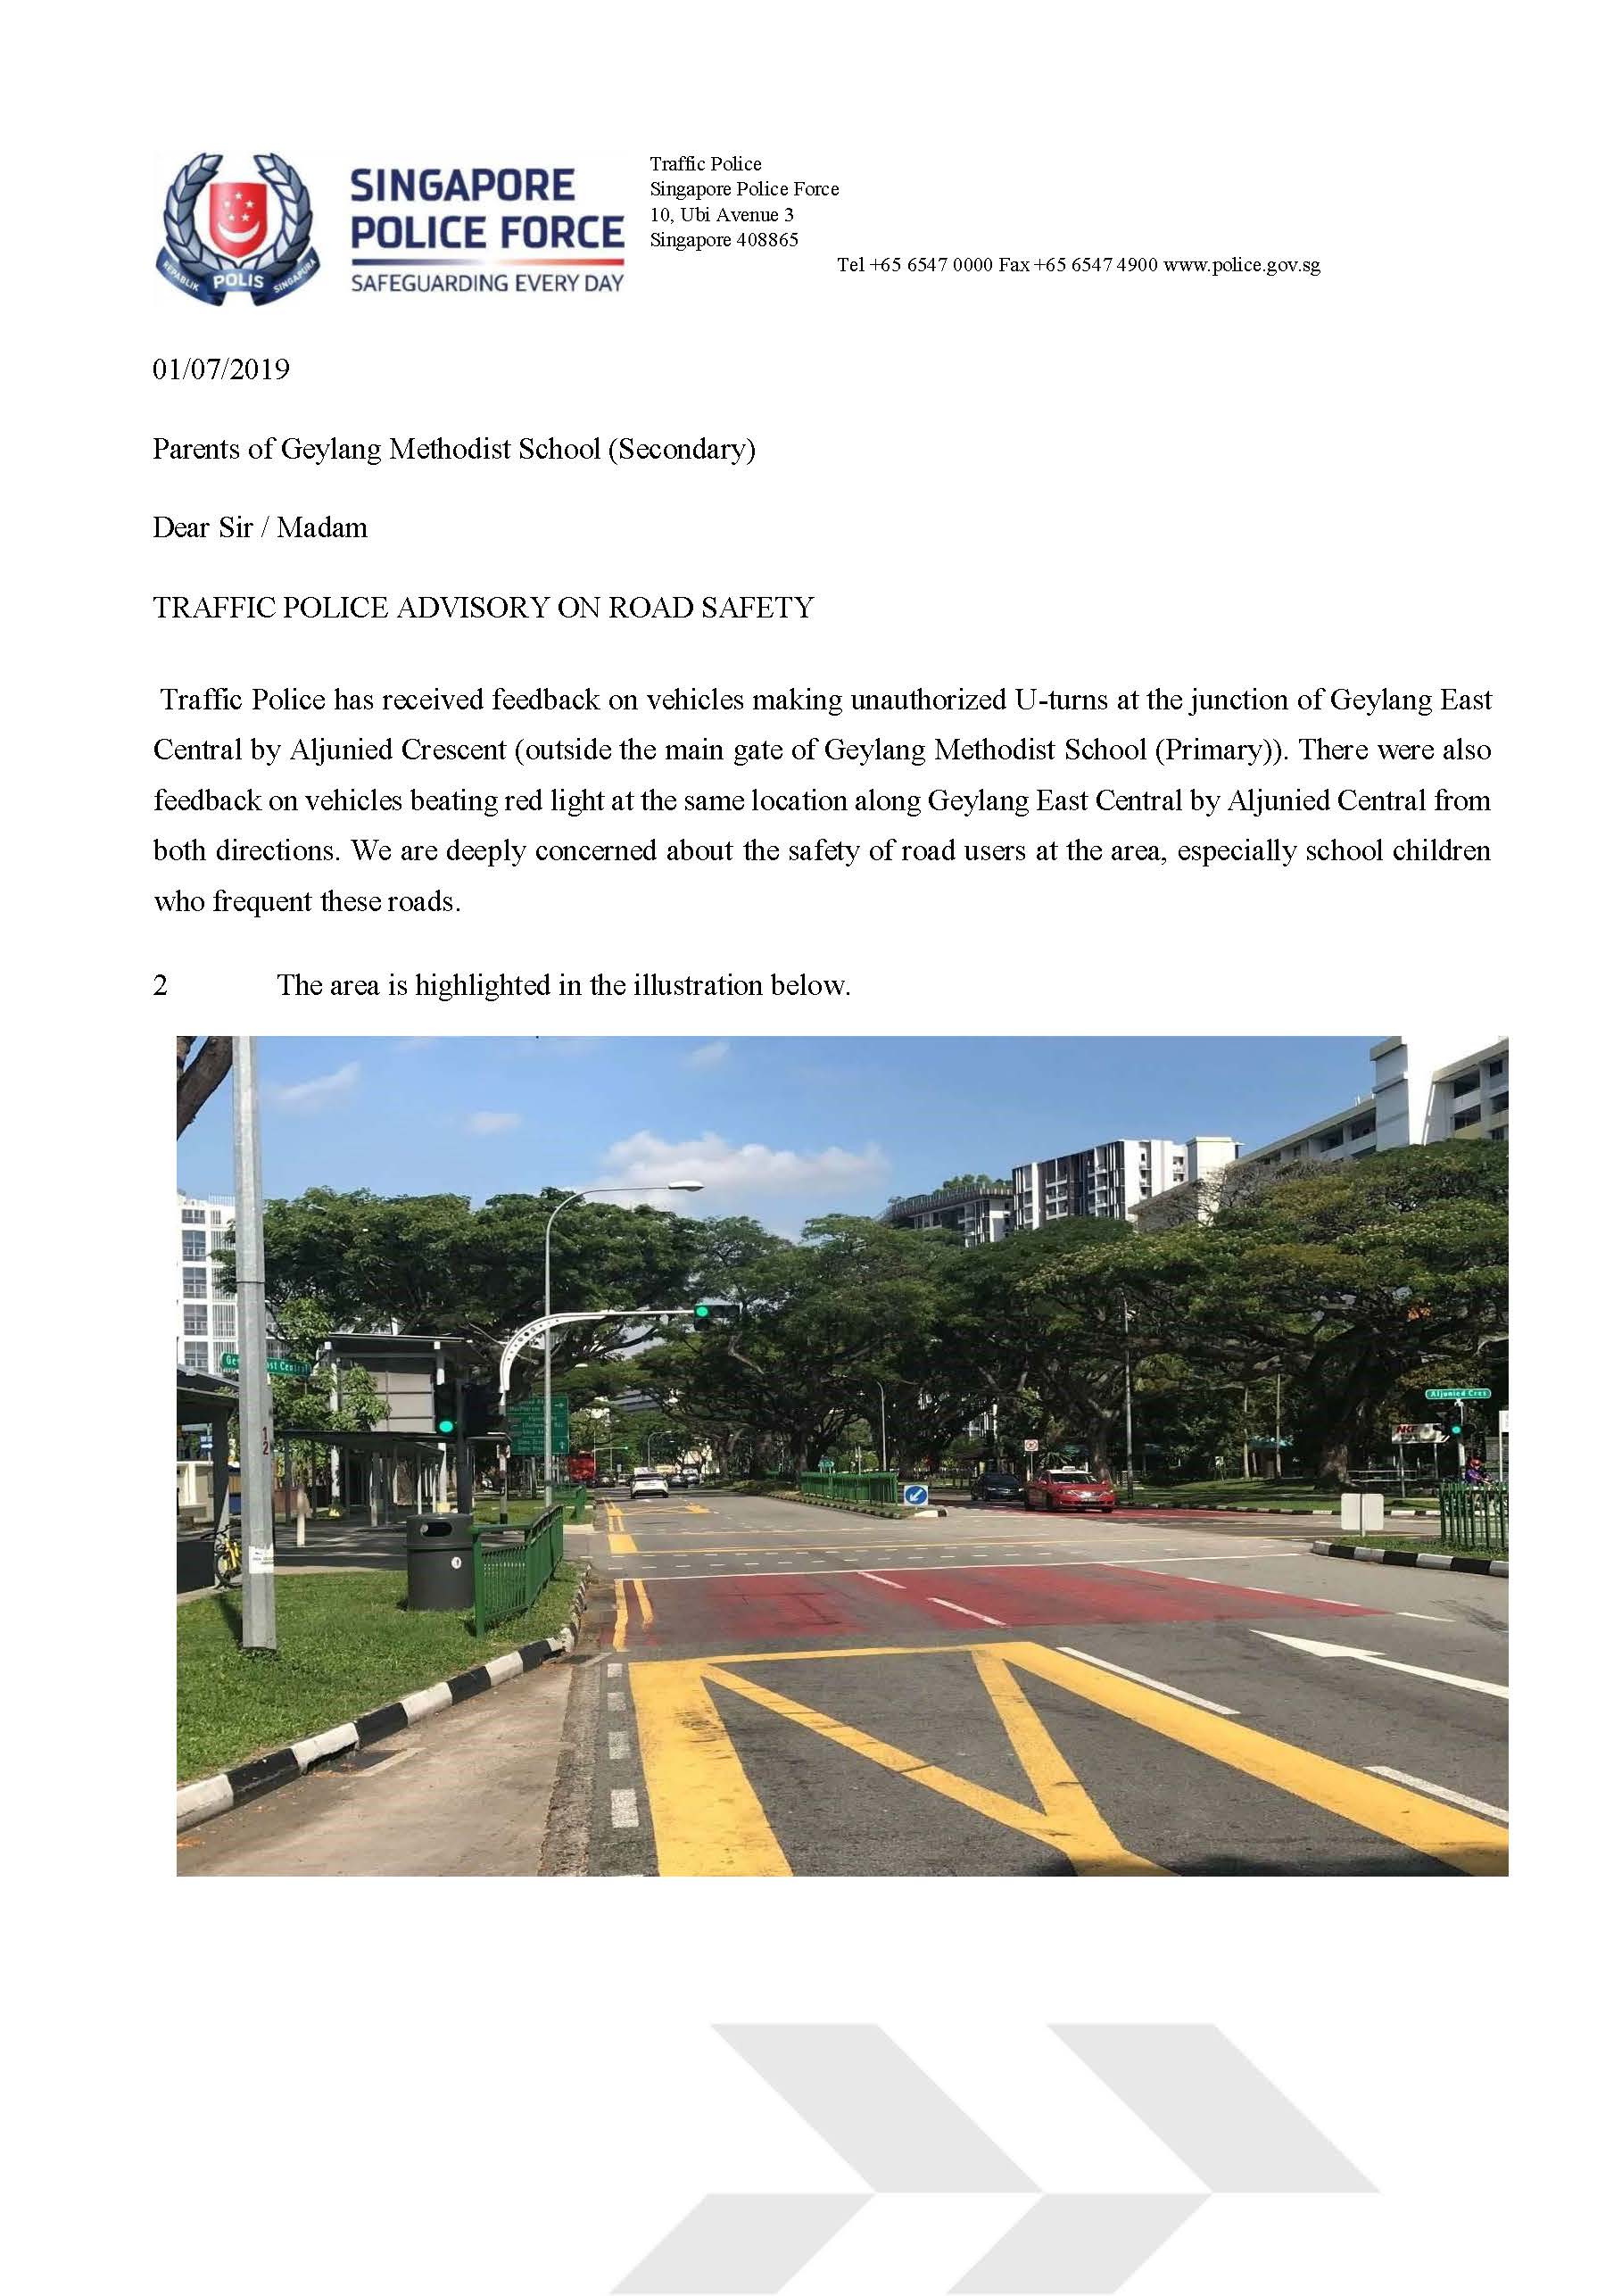 SINGAPORE
POLICE FORCE
SAFEGUARDING EVERY DAY
REPABLIK POLIS SINGAPURA
Traffic Police
Singapore Police Force
10, Ubi Avenue 3
Singapore 408865
Tel +65 6547 0000 Fax +65 6547 4900 www.police.gov.sg
01/07/2019
Parents of Geylang Methodist School (Secondary)
Dear Sir / Madam
TRAFFIC POLICE ADVISORY ON ROAD SAFETY
Traffic Police has received feedback on vehicles making unauthorized U-turns at the junction of Geylang East
Central by Aljunied Crescent (outside the main gate of Geylang Methodist School (Primary)). There were also
feedback on vehicles beating red light at the same location along Geylang East Central by Aljunied Central from
both directions. We are deeply concerned about the safety of road users at the area, especially school children
who frequent these roads.
2 The area is highlighted in the illustration below.
Aljunied Cres
12